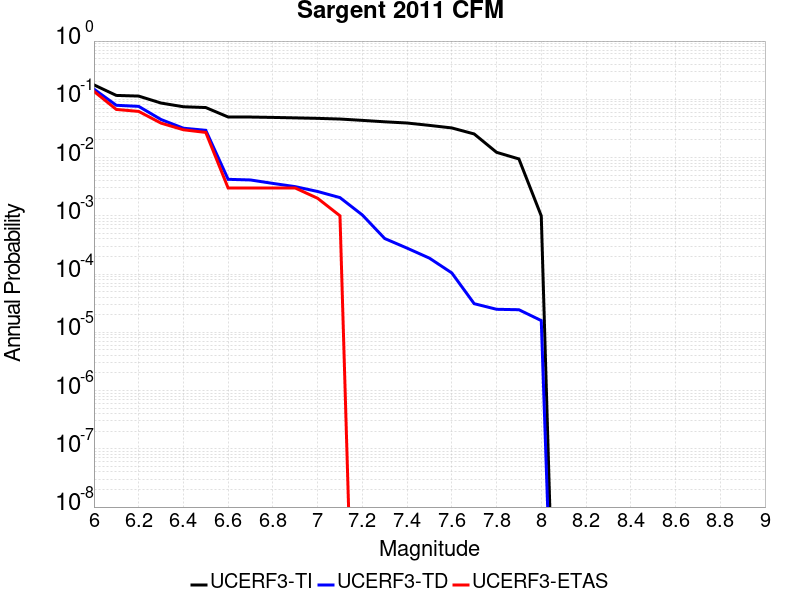 Sargent 2011 CFM
10^0
10^-1
10^-2
10^-3
10^-4
10^-5
10^-6
10^-7
10^-8
Annual Probability
6 6.2 6.4 6.6 6.8 7 7.2 7.4 7.6 7.8 8 8.2 8.4 8.6 8.8 9
Magnitude
UCERF3-TI UCERF3-TD UCERF3-ETAS